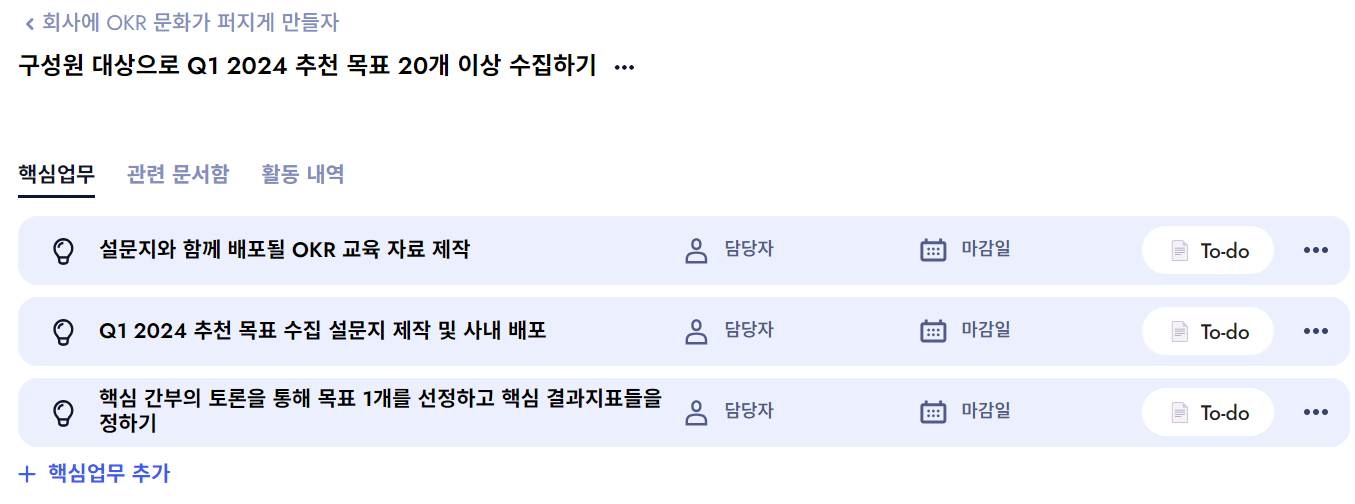 회사에 OKR 문화가 퍼지게 만들자
구성원 대상으로 Q1 2024 추천 목표 20개 이상 수집하기
핵심업무 관련 문서함 활동 내역
설문지와 함께 배포될 OKR 교육 자료 제작 담당자 마감일 To-do
Q1 2024 추천 목표 수집 설문지 제작 및 사내 배포 담당자 마감일 To-do
핵심 간부의 토론을 통해 목표 1개를 선정하고 핵심 결과지표들을
정하기
담당자 마감일 To-do
+ 핵심업무 추가